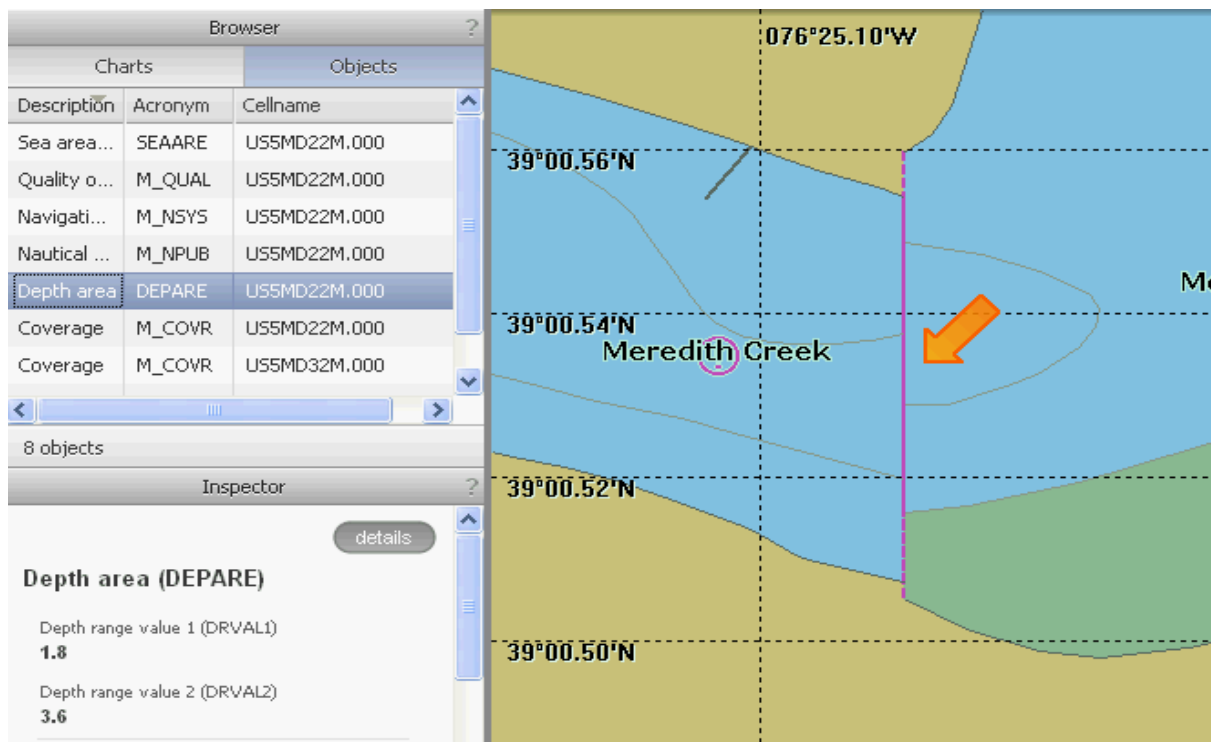 Browser ?
Charts Objects
Description Acronym Cellname
Sea area... SEAARE US5MD22M.000
Quality o... M_QUAL US5MD22M.000
Navigati... M_NSYS US5MD22M.000
Nautical ... M_NPUB US5MD22M.000
Depth area DEPARE US5MD22M.000
Coverage M_COVR US5MD22M.000
Coverage M_COVR US5MD32M.000
8 objects
Inspector ?
details
Depth area (DEPARE)
Depth range value 1 (DRVAL1)
1.8
Depth range value 2 (DRVAL2)
3.6
076°25.10'W
39°00.56'N
39°00.54'N
Meredith Creek
Me
39°00.52'N
39°00.50'N